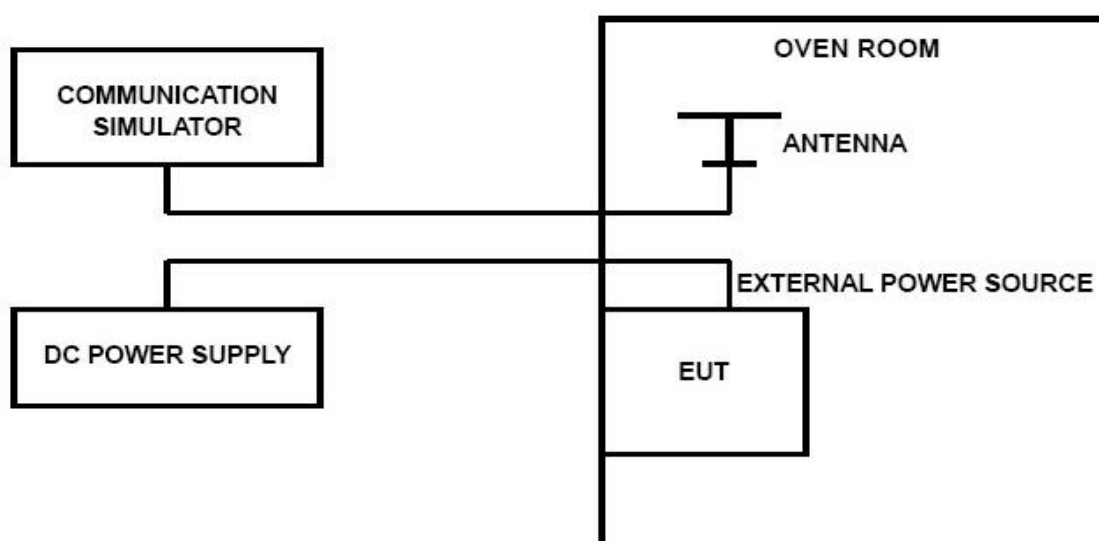 OVEN ROOM
COMMUNICATION
SIMULATOR
ANTENNA
EXTERNAL POWER SOURCE
DC POWER SUPPLY
EUT